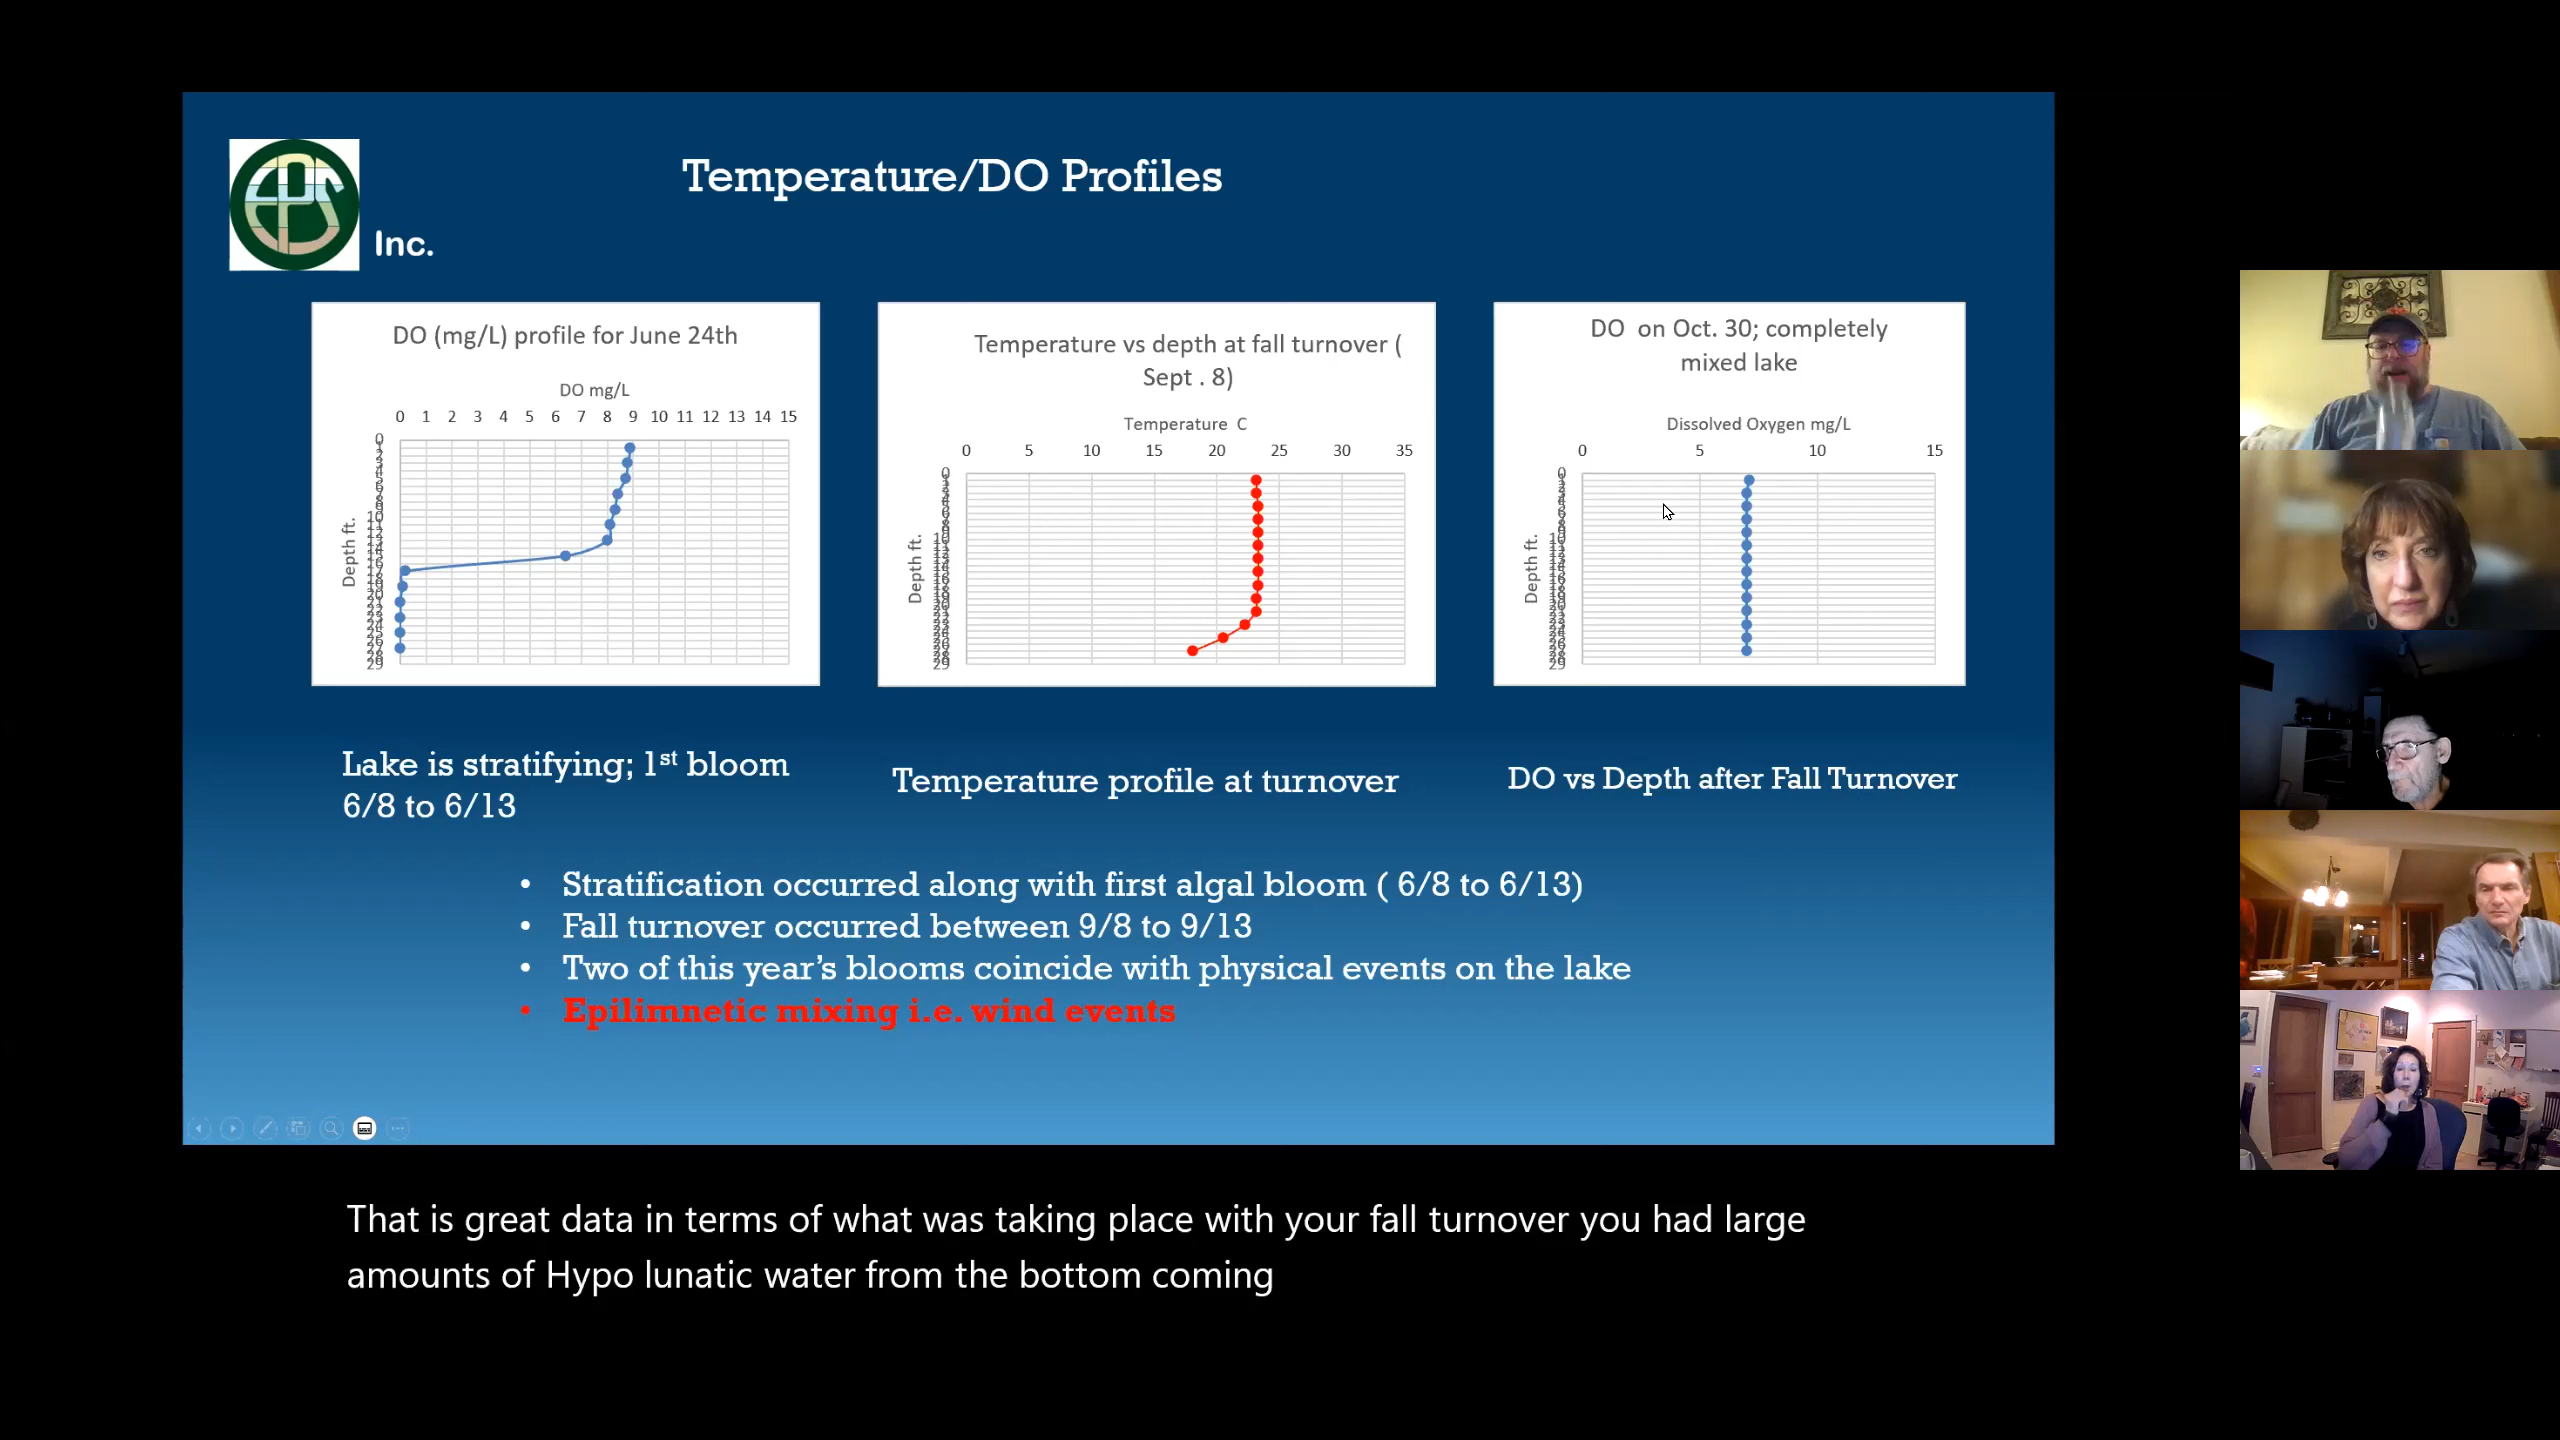 Temperature/DO Profiles
Inc.
DO (mg/L) profile for June 24th
DO mg/L
0 1 2 3 4 5 6 7 8 9 10 11 12 13 14 15
Depth ft.
Temperature vs depth at fall turnover (
Sept . 8)
Temperature C
0 5 10 15 20 25 30 35
Depth ft.
DO on Oct. 30; completely
mixed lake
Dissolved Oxygen mg/L
0 5 10 15
Depth ft.
Lake is stratifying; 1st bloom
6/8 to 6/13
Temperature profile at turnover
DO vs Depth after Fall Turnover
• Stratification occurred along with first algal bloom ( 6/8 to 6/13)
• Fall turnover occurred between 9/8 to 9/13
• Two of this year’s blooms coincide with physical events on the lake
• Epilimnetic mixing i.e. wind events
That is great data in terms of what was taking place with your fall turnover you had large
amounts of Hypo lunatic water from the bottom coming